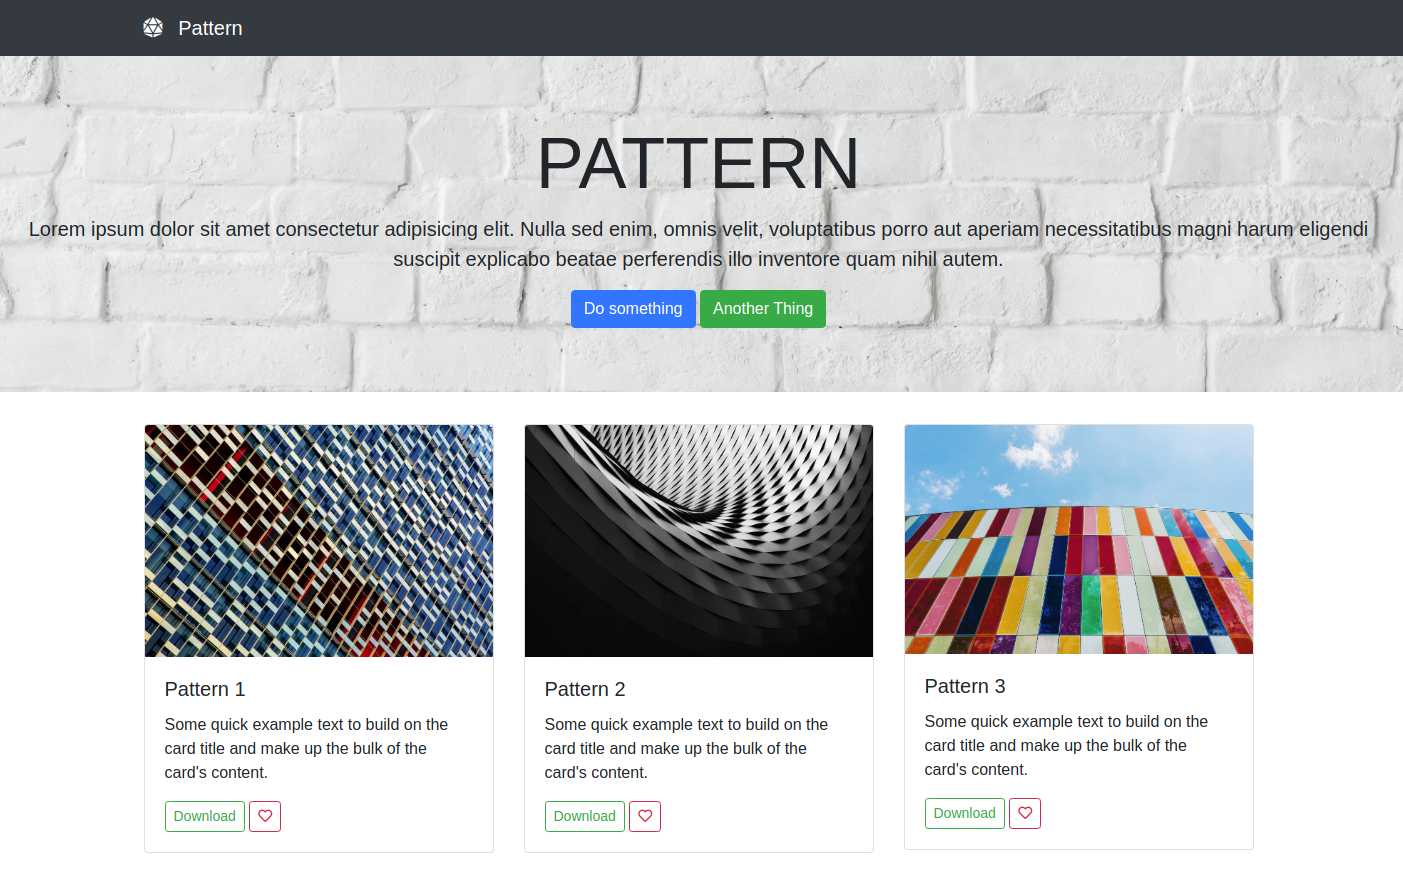 Pattern
PATTERN
Lorem ipsum dolor sit amet consectetur adipisicing elit. Nulla sed enim, omnis velit, voluptatibus porro aut aperiam necessitatibus magni harum eligendi
suscipit explicabo beatae perferendis illo inventore quam nihil autem.
Do something
Another Thing
Pattern 1
Some quick example text to build on the
card title and make up the bulk of the
card's content.
Download
Pattern 2
Some quick example text to build on the
card title and make up the bulk of the
card's content.
Download
Pattern 3
Some quick example text to build on the
card title and make up the bulk of the
card's content.
Download